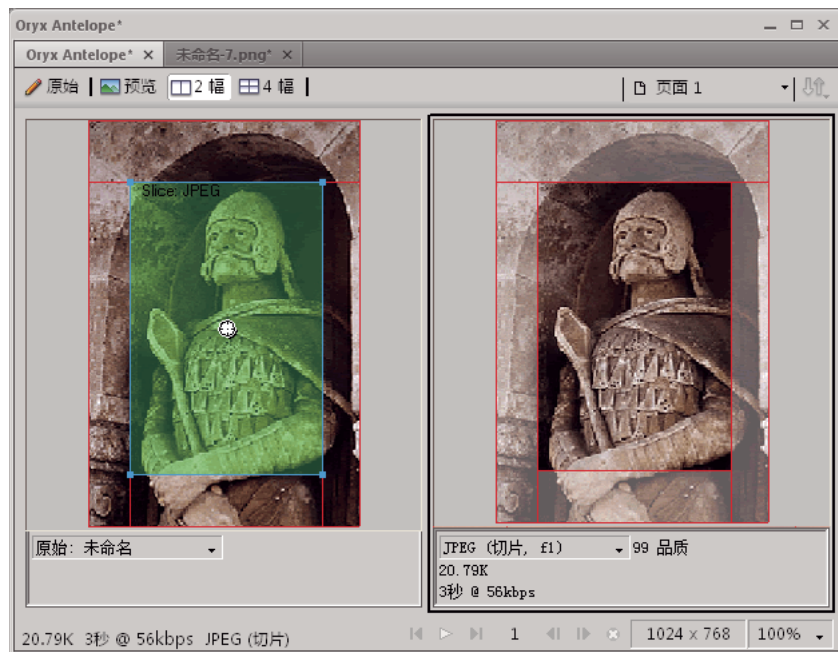 Oryx Antelope*
Oryx Antelope* 未命名-7.png*
原始 预览 2 幅 4 幅 页面 1
Slice: JPEG
原始: 未命名
JPEG (切片, f1) 99 品质
20.79K
3秒 @ 56kbps
20.79K 3秒 @ 56kbps JPEG (切片) 1 1024 x 768 100%